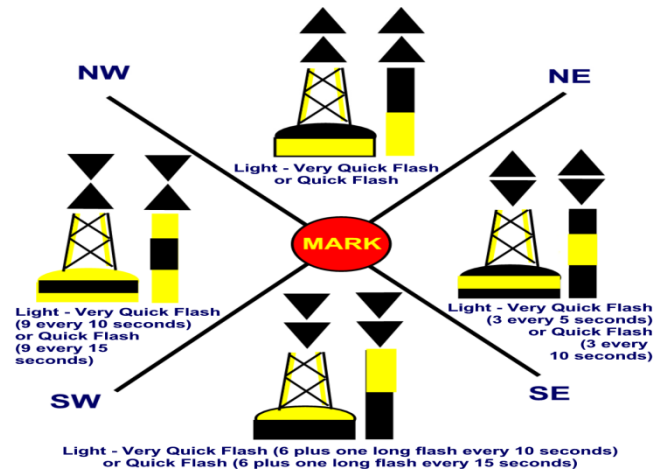 NW
NE
Light - Very Quick Flash
or Quick Flash
MARK
Light - Very Quick Flash
(9 every 10 seconds)
or Quick Flash
(9 every 15
seconds)
Light - Very Quick Flash
(3 every 5 seconds)
or Quick Flash
(3 every
10 seconds)
SW
SE
Light - Very Quick Flash (6 plus one long flash every 10 seconds)
or Quick Flash (6 plus one long flash every 15 seconds)